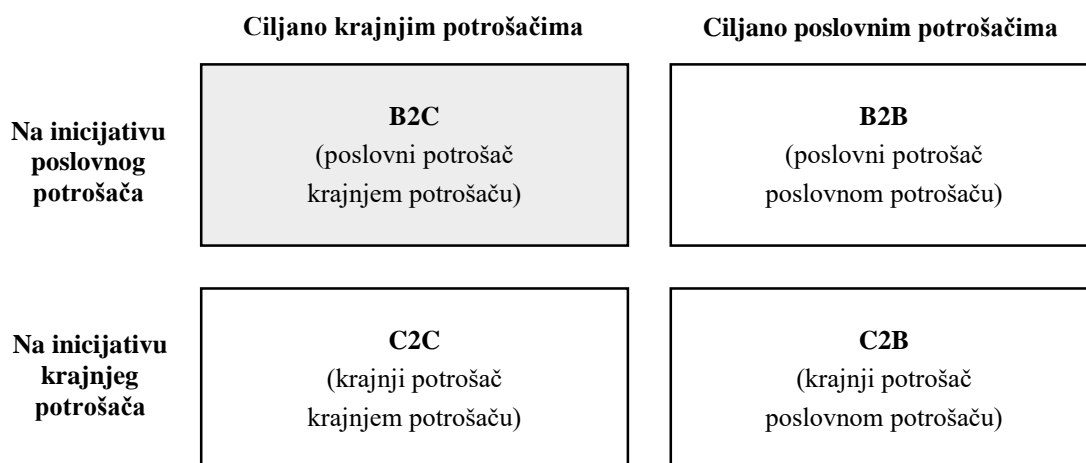 Ciljano krajnjim potrošačima
Ciljano poslovnim potrošačima
Na inicijativu
poslovnog
potrošača
B2C
(poslovni potrošač
krajnjem potrošaču)
B2B
(poslovni potrošač
poslovnom potrošaču)
Na inicijativu
krajnjeg
potrošača
C2C
(krajnji potrošač
krajnjem potrošaču)
C2B
(krajnji potrošač
poslovnom potrošaču)